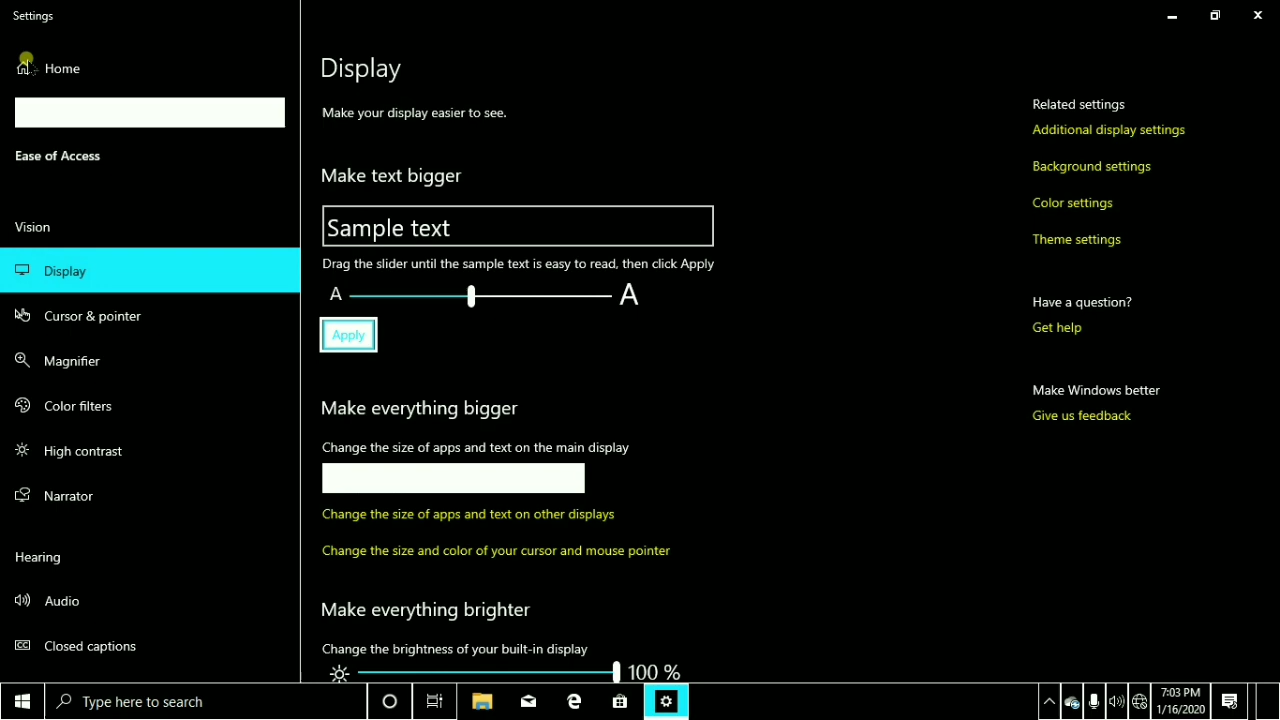 Settings
Home
Ease of Access
Vision
Display
Cursor & pointer
Magnifier
Color filters
High contrast
Narrator
Hearing
Audio
Closed captions
Display
Make your display easier to see.
Make text bigger
Sample text
Drag the slider until the sample text is easy to read, then click Apply
A A
Apply
Make everything bigger
Change the size of apps and text on the main display
Change the size of apps and text on other displays
Change the size and color of your cursor and mouse pointer
Make everything brighter
Change the brightness of your built-in display
100 %
Related settings
Additional display settings
Background settings
Color settings
Theme settings
Have a question?
Get help
Make Windows better
Give us feedback
Type here to search
7:03 PM
1/16/2020